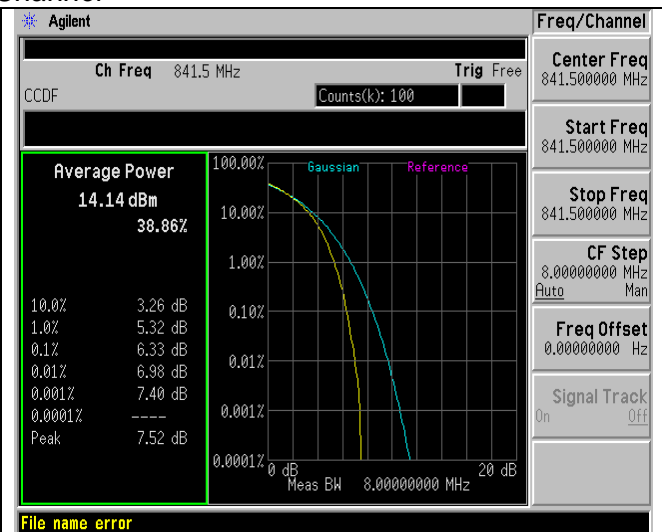 Agilent
Freq/Channel
Ch Freq 841.5 MHz Trig Free
CCDF Counts(k): 100
Average Power
14.14 dBm
38.86%
10.0% 3.26 dB
1.0% 5.32 dB
0.1% 6.33 dB
0.01% 6.98 dB
0.001% 7.40 dB
0.0001% ----
Peak 7.52 dB
Gaussian Reference
100.00%
10.00%
1.00%
0.10%
0.01%
0.001%
0.0001%
0 dB 20 dB
Meas BW 8.00000000 MHz
Center Freq
841.500000 MHz
Start Freq
841.500000 MHz
Stop Freq
841.500000 MHz
CF Step
8.00000000 MHz
Auto Man
Freq Offset
0.00000000 Hz
Signal Track
On Off
File name error